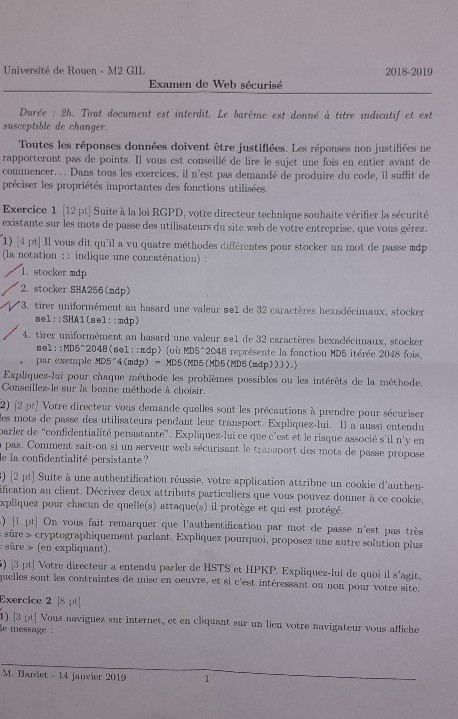 Université de Rouen - M2 GIL 2018-2019
Examen de Web sécurisé
Durée : 2h. Tout document est interdit. Le barème est donné à titre indicatif et est
susceptible de changer.
Toutes les réponses données doivent être justifiées. Les réponses non justifiées ne
rapporteront pas de points. Il vous est conseillé de lire le sujet une fois en entier avant de
commencer... Dans tous les exercices, il n'est pas demandé de produire du code, il suffit de
préciser les propriétés importantes des fonctions utilisées.
Exercice 1 [12 pt] Suite à la loi RGPD, votre directeur technique souhaite vérifier la sécurité
existante sur les mots de passe des utilisateurs du site web de votre entreprise, que vous gérez.
1) [4 pt] Il vous dit qu'il a vu quatre méthodes différentes pour stocker un mot de passe mdp
(la notation :: indique une concaténation) :
1. stocker mdp
2. stocker SHA256(mdp)
3. tirer uniformément au hasard une valeur sel de 32 caractères hexadécimaux, stocker
sel::SHA1(sel::mdp)
4. tirer uniformément au hasard une valeur sel de 32 caractères hexadécimaux, stocker
sel::MD5^2048(sel::mdp) (où MD5^2048 représente la fonction MD5 itérée 2048 fois,
par exemple MD5^4(mdp) = MD5(MD5(MD5(MD5(mdp)))).)
Expliquez-lui pour chaque méthode les problèmes possibles ou les intérêts de la méthode.
Conseillez-le sur la bonne méthode à choisir.
2) [2 pt] Votre directeur vous demande quelles sont les précautions à prendre pour sécuriser
les mots de passe des utilisateurs pendant leur transport. Expliquez-lui. Il a aussi entendu
parler de "confidentialité persistante". Expliquez-lui ce que c'est et le risque associé s'il n'y en
a pas. Comment sait-on si un serveur web sécurisant le transport des mots de passe propose
de la confidentialité persistante ?
) [2 pt] Suite à une authentification réussie, votre application attribue un cookie d'authen-
ification au client. Décrivez deux attributs particuliers que vous pouvez donner à ce cookie,
xpliquez pour chacun de quelle(s) attaque(s) il protège et qui est protégé.
) [1 pt] On vous fait remarquer que l'authentification par mot de passe n'est pas très
sûre » cryptographiquement parlant. Expliquez pourquoi, proposez une autre solution plus
sûre » (en expliquant).
) [3 pt] Votre directeur a entendu parler de HSTS et HPKP. Expliquez-lui de quoi il s'agit,
quelles sont les contraintes de mise en oeuvre, et si c'est intéressant ou non pour votre site.
Exercice 2 [8 pt]
1) [3 pt] Vous naviguez sur internet, et en cliquant sur un lien votre navigateur vous affiche
le message :
M. Bardet - 14 janvier 2019 1